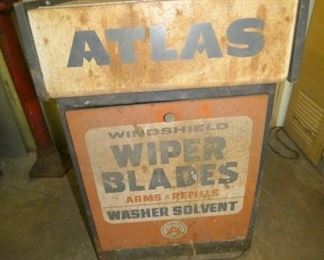 ATLAS
WINDSHIELD
WIPER
BLADES
ARMS & REFILLS
WASHER SOLVENT